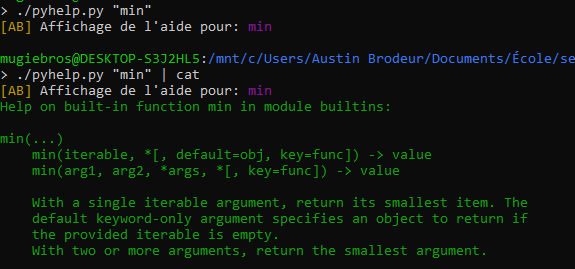 > ./pyhelp.py "min"
[AB] Affichage de l'aide pour: min
mugiebros@DESKTOP-S3J2HL5:/mnt/c/Users/Austin Brodeur/Documents/École/se
> ./pyhelp.py "min" | cat
[AB] Affichage de l'aide pour: min
Help on built-in function min in module builtins:
min(...)
    min(iterable, *[, default=obj, key=func]) -> value
    min(arg1, arg2, *args, *[, key=func]) -> value
    With a single iterable argument, return its smallest item. The
    default keyword-only argument specifies an object to return if
    the provided iterable is empty.
    With two or more arguments, return the smallest argument.